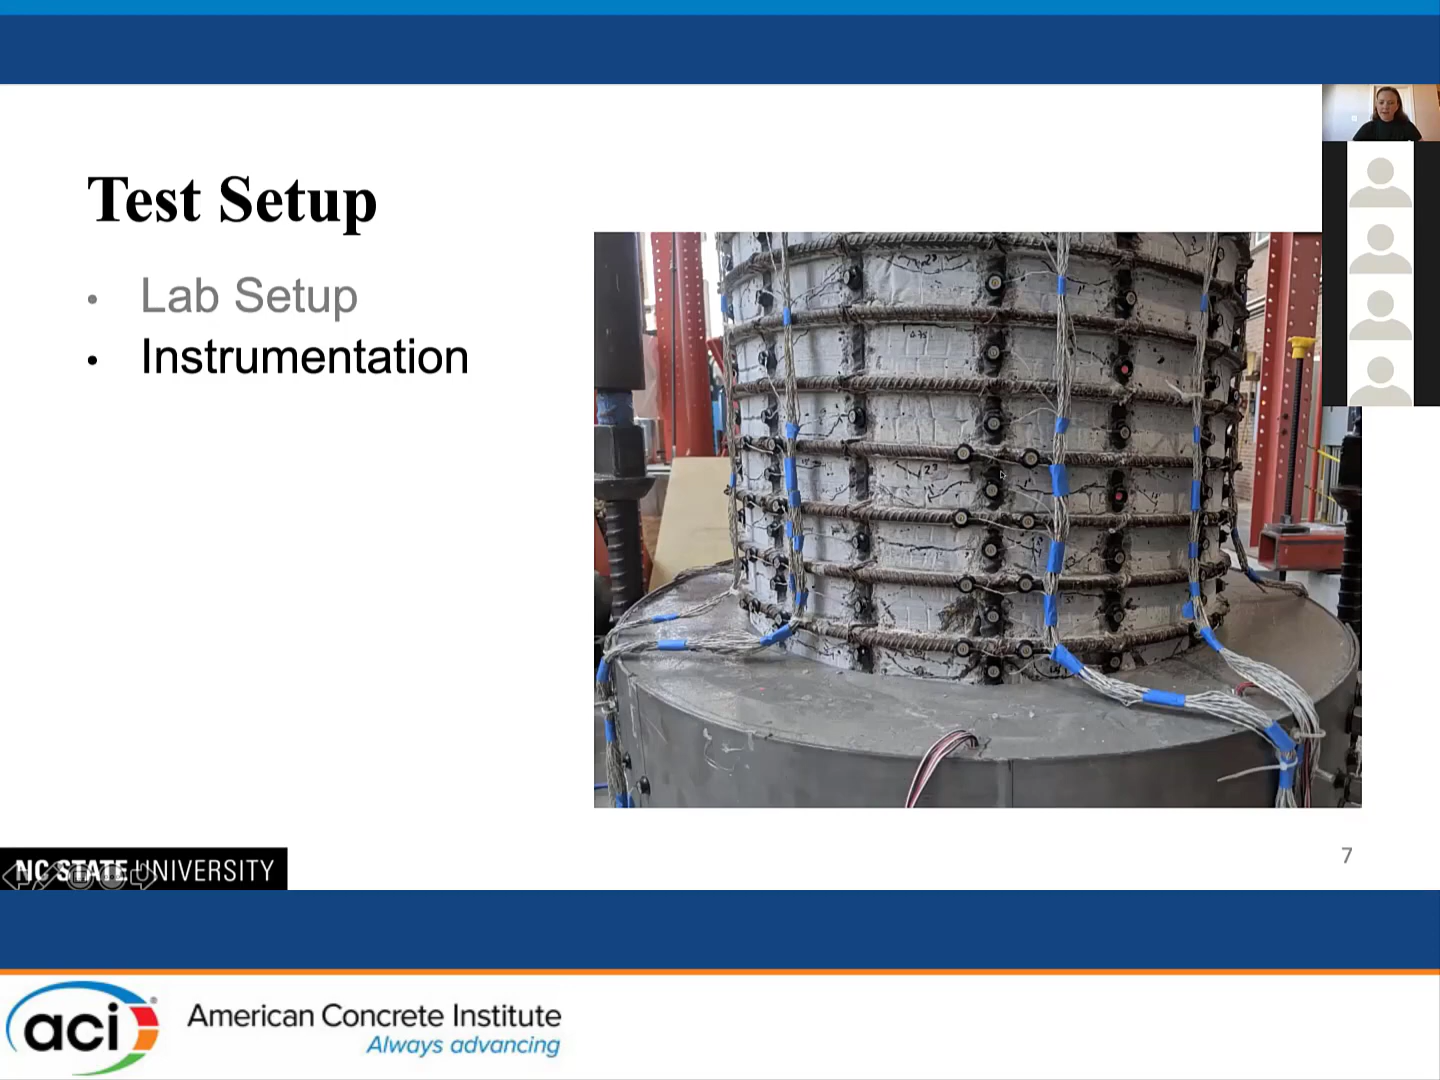 Test Setup
• Lab Setup
• Instrumentation
NC STATE UNIVERSITY
7
aci
American Concrete Institute
Always advancing